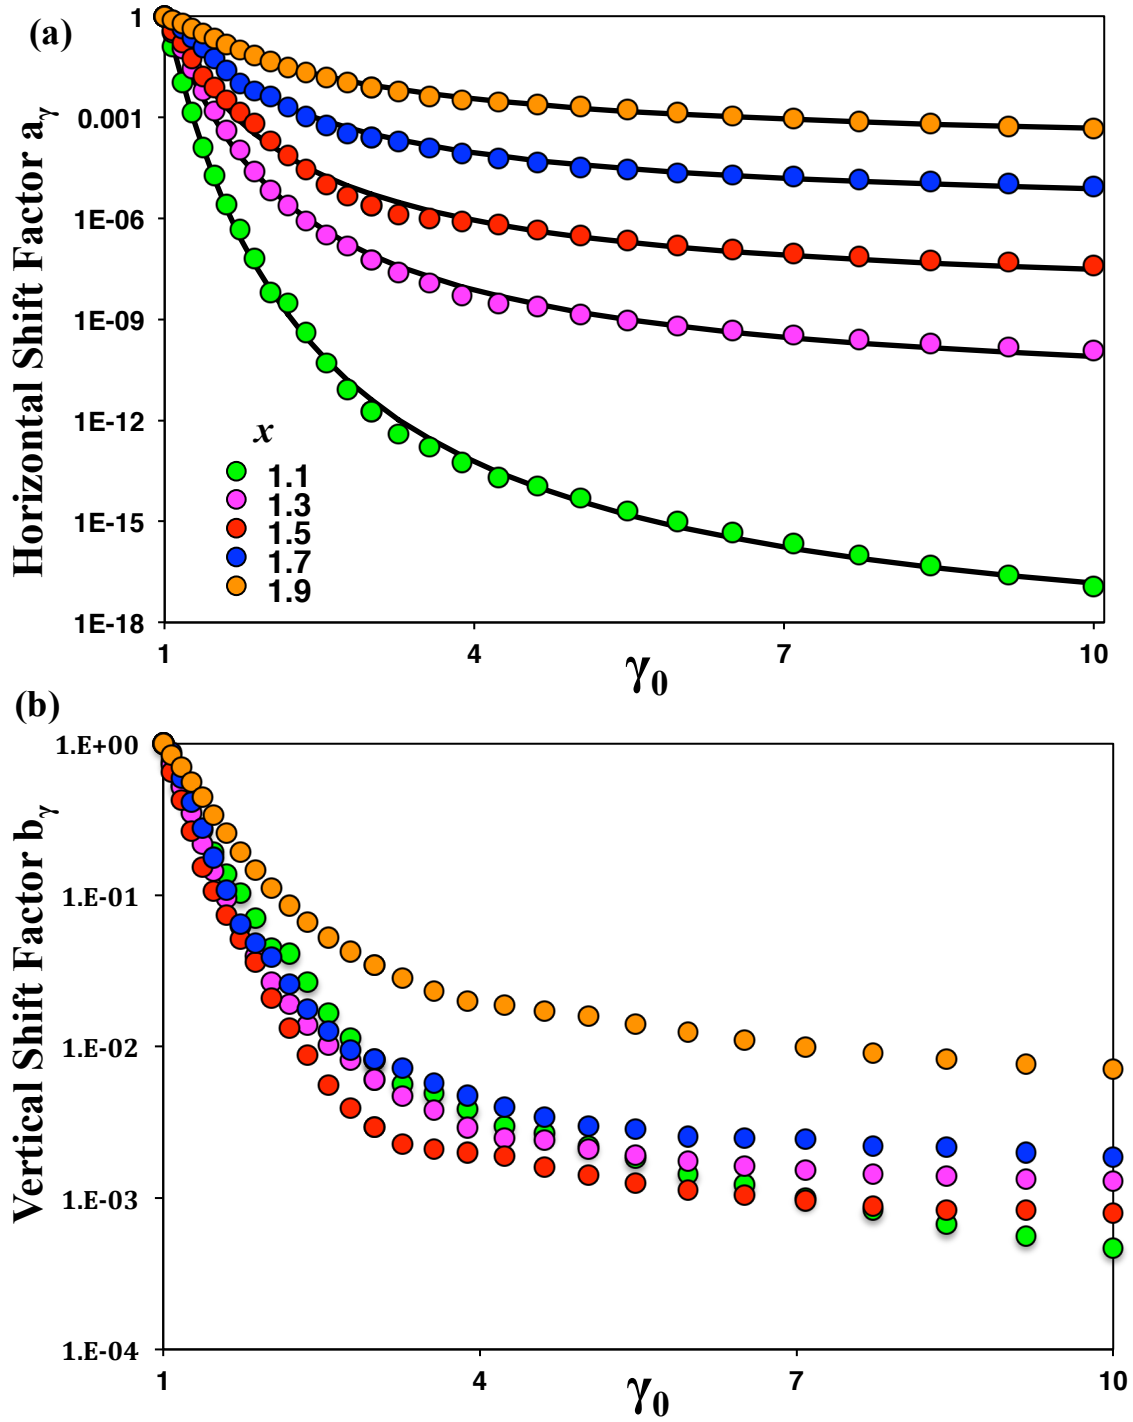 (a)
Horizontal Shift Factor aᵧ
1
0.001
1E-06
1E-09
1E-12
1E-15
1E-18
x
1.1
1.3
1.5
1.7
1.9
1 4 7 10
γ₀
(b)
Vertical Shift Factor bᵧ
1.E+00
1.E-01
1.E-02
1.E-03
1.E-04
1 4 7 10
γ₀